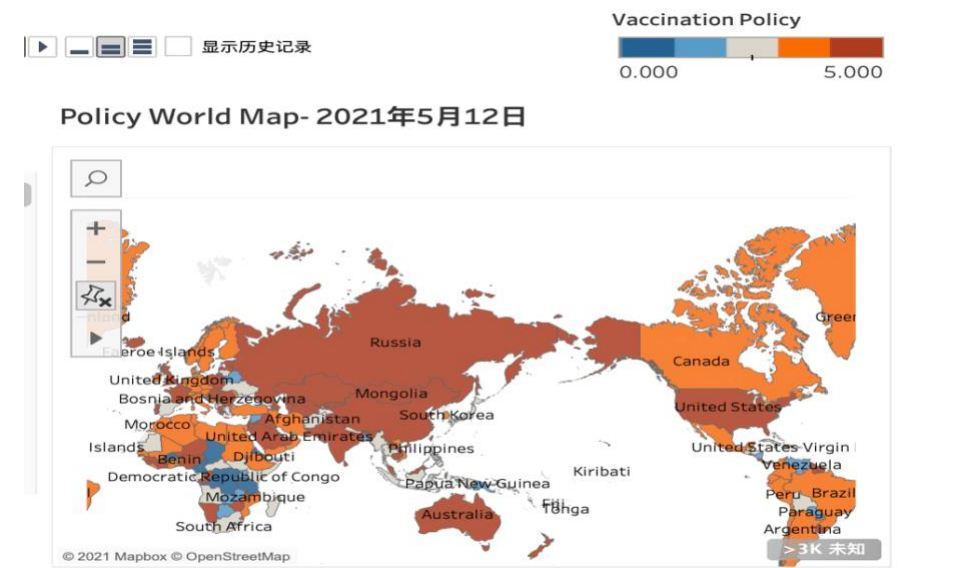 Vaccination Policy
显示历史记录
0.000
5.000
Policy World Map- 2021年5月12日
Russia
Faeroe Islands
Canada
United Kingdom
Bosnia and Herzegovina
Mongolia
South Korea
United States
Afghanistan
Morocco
United Arab Emirates
Islands
Philippines
United States Virgin
Benin
Djibouti
Venezuela
Democratic Republic of Congo
Kiribati
Papua New Guinea
Mozambique
Peru
Brazil
Fiji
Tonga
Australia
Paraguay
South Africa
Argentina
>3K 未知
© 2021 Mapbox © OpenStreetMap